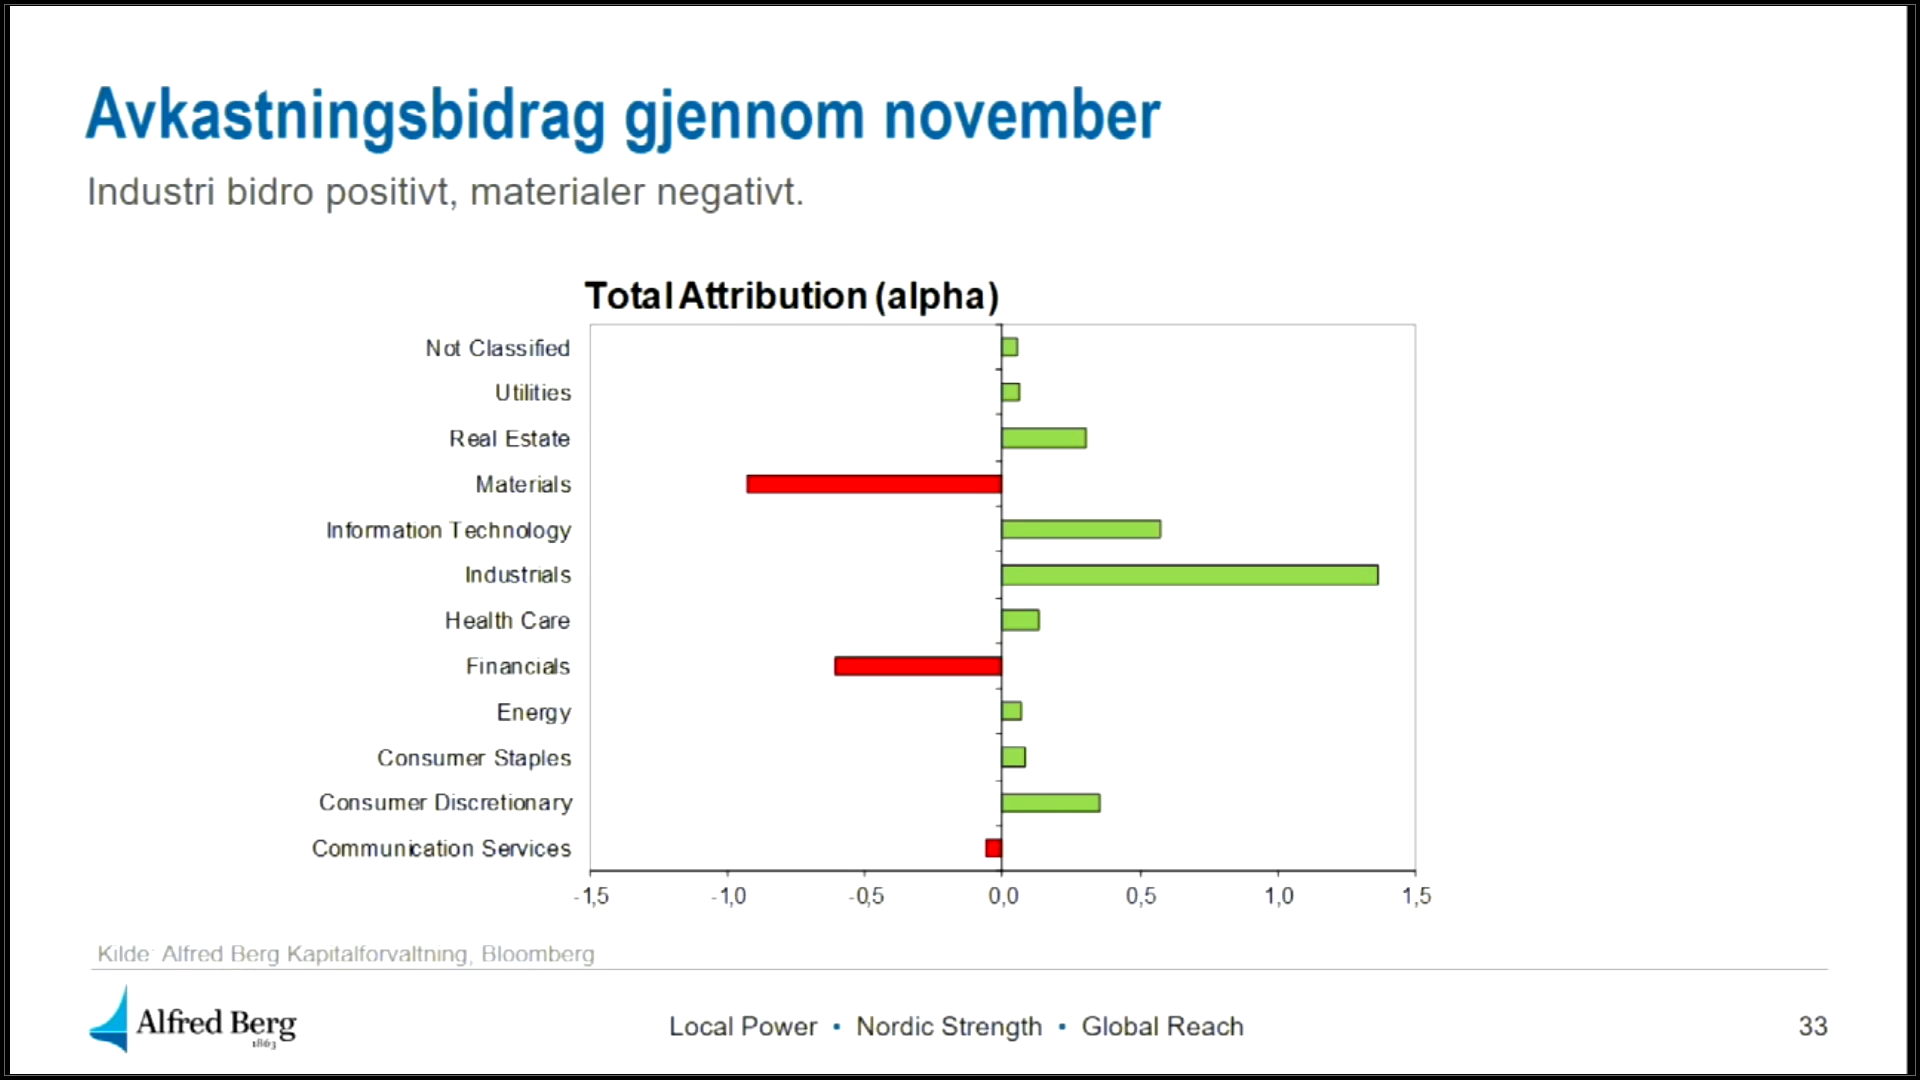 Avkastningsbidrag gjennom november
Industri bidro positivt, materialer negativt.
Total Attribution (alpha)
Not Classified
Utilities
Real Estate
Materials
Information Technology
Industrials
Health Care
Financials
Energy
Consumer Staples
Consumer Discretionary
Communication Services
-1,5 -1,0 -0,5 0,0 0,5 1,0 1,5
Kilde: Alfred Berg Kapitalforvaltning, Bloomberg
Alfred Berg
1863
Local Power • Nordic Strength • Global Reach
33